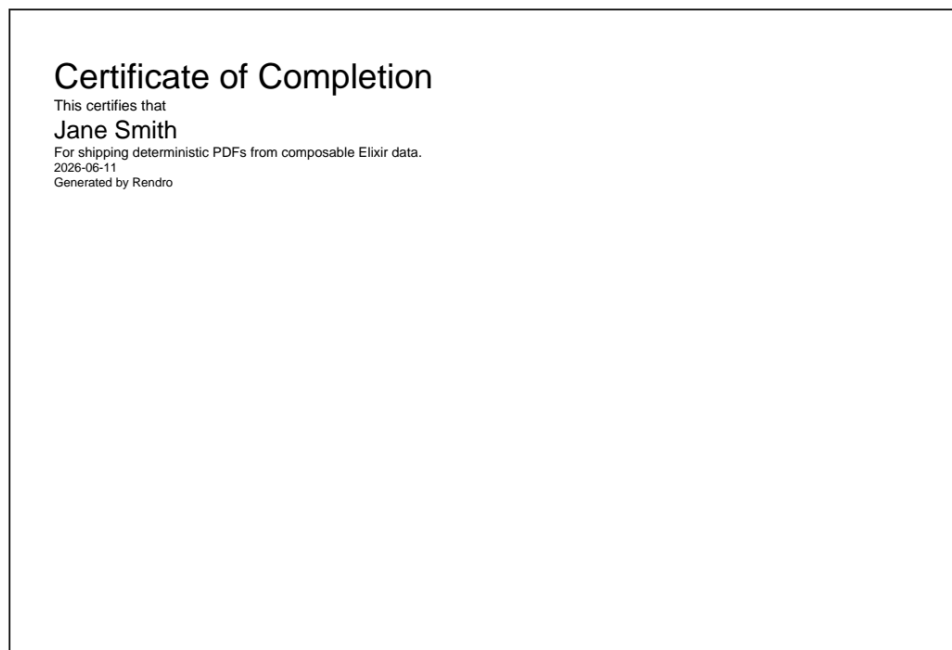 Certificate of Completion
This certifies that
Jane Smith
For shipping deterministic PDFs from composable Elixir data.
2026-06-11
Generated by Rendro